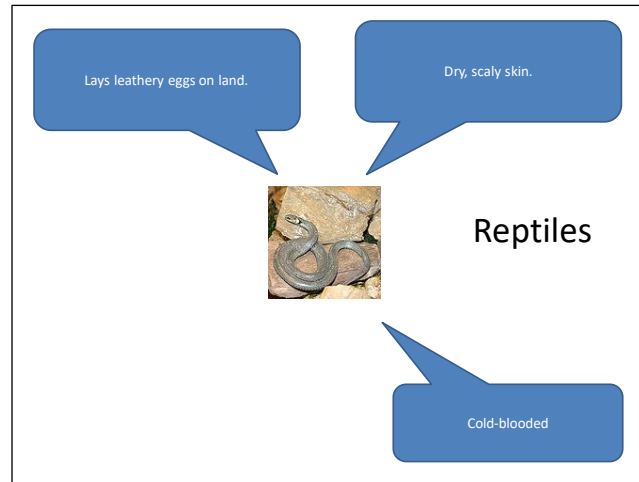 Lays leathery eggs on land.
Dry, scaly skin.
Reptiles
Cold-blooded